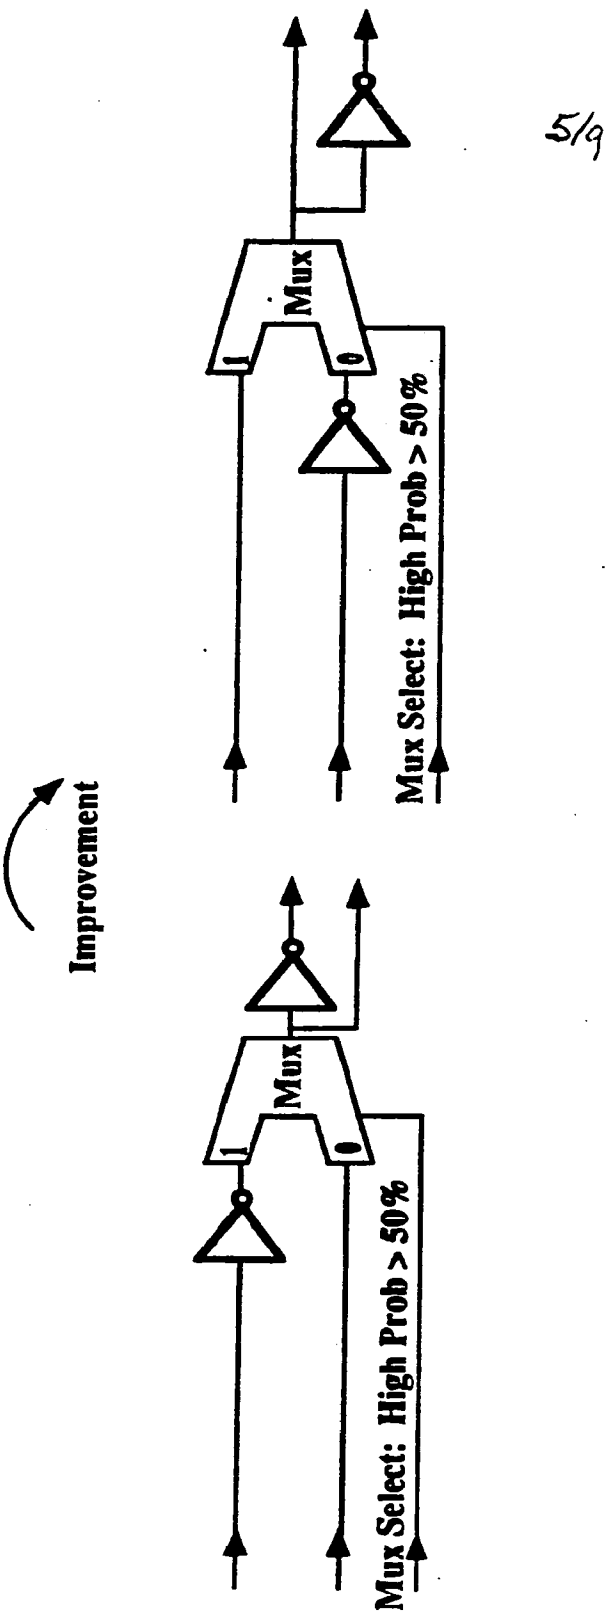 5/9
Improvement
1
0
Mux
Mux Select: High Prob > 50%
1
0
Mux
Mux Select: High Prob > 50%